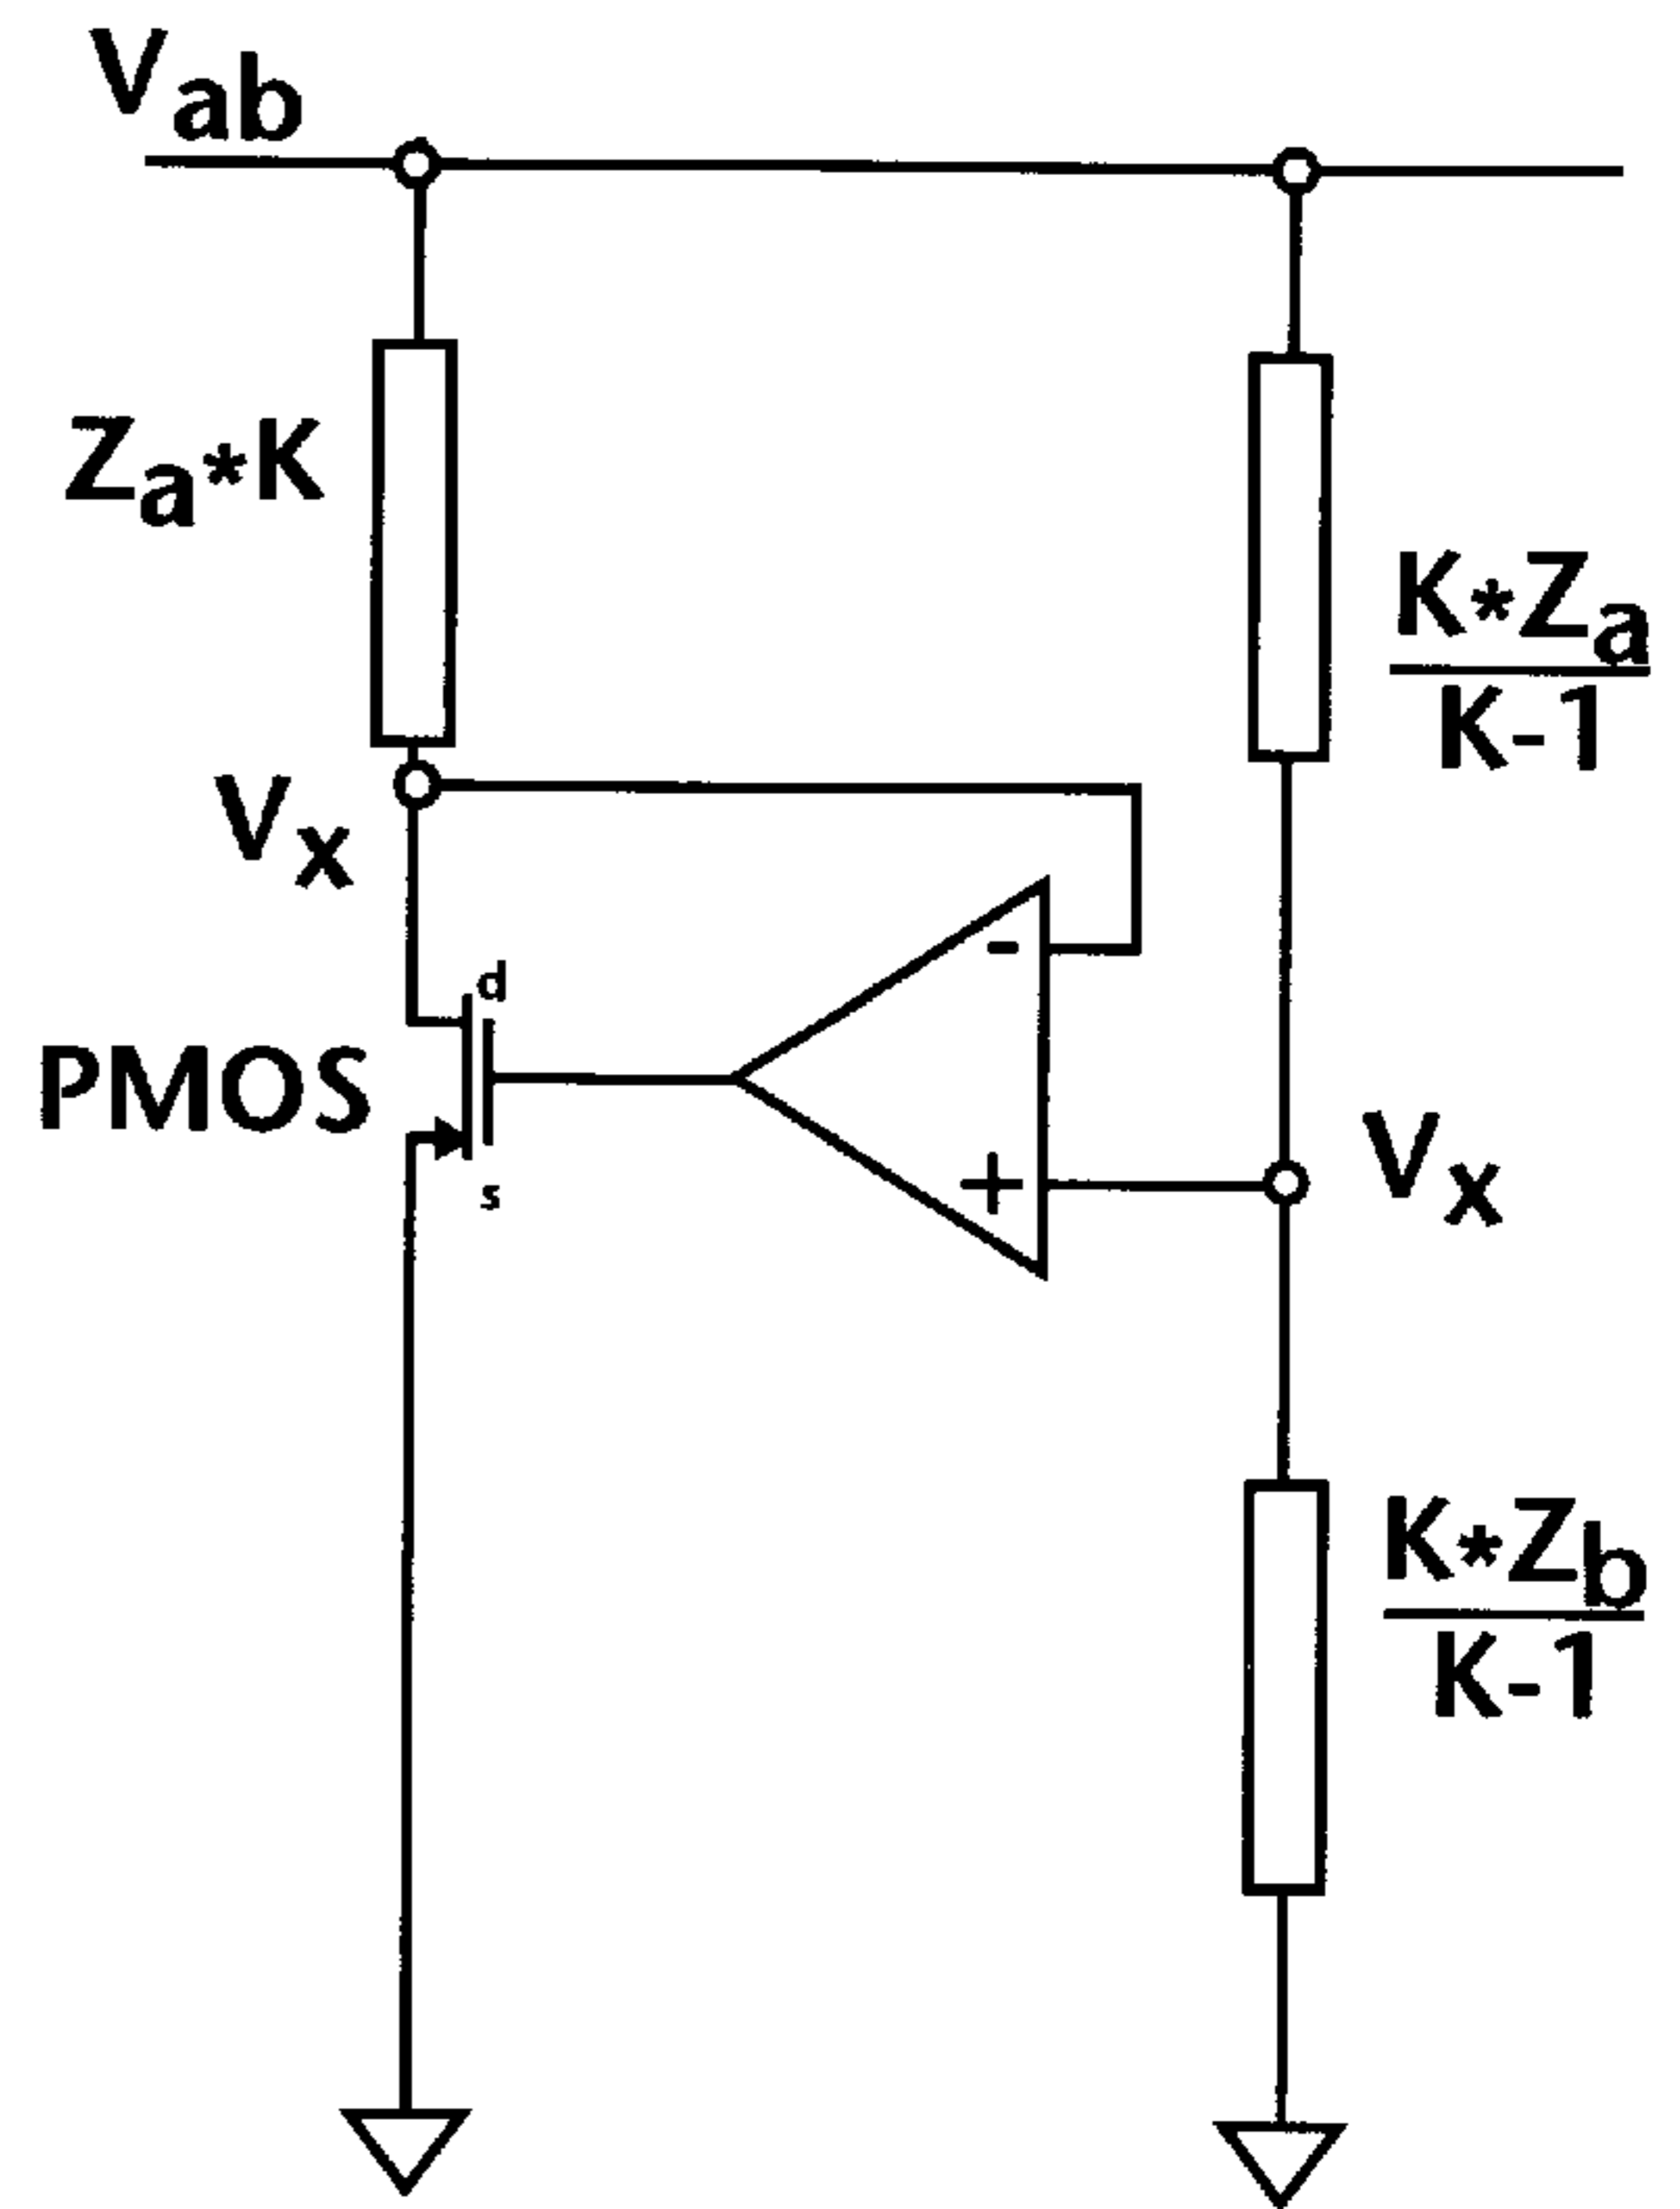 Vab
Za*K
K*Za
K-1
Vx
-
d
PMOS
s
+
Vx
K*Zb
K-1